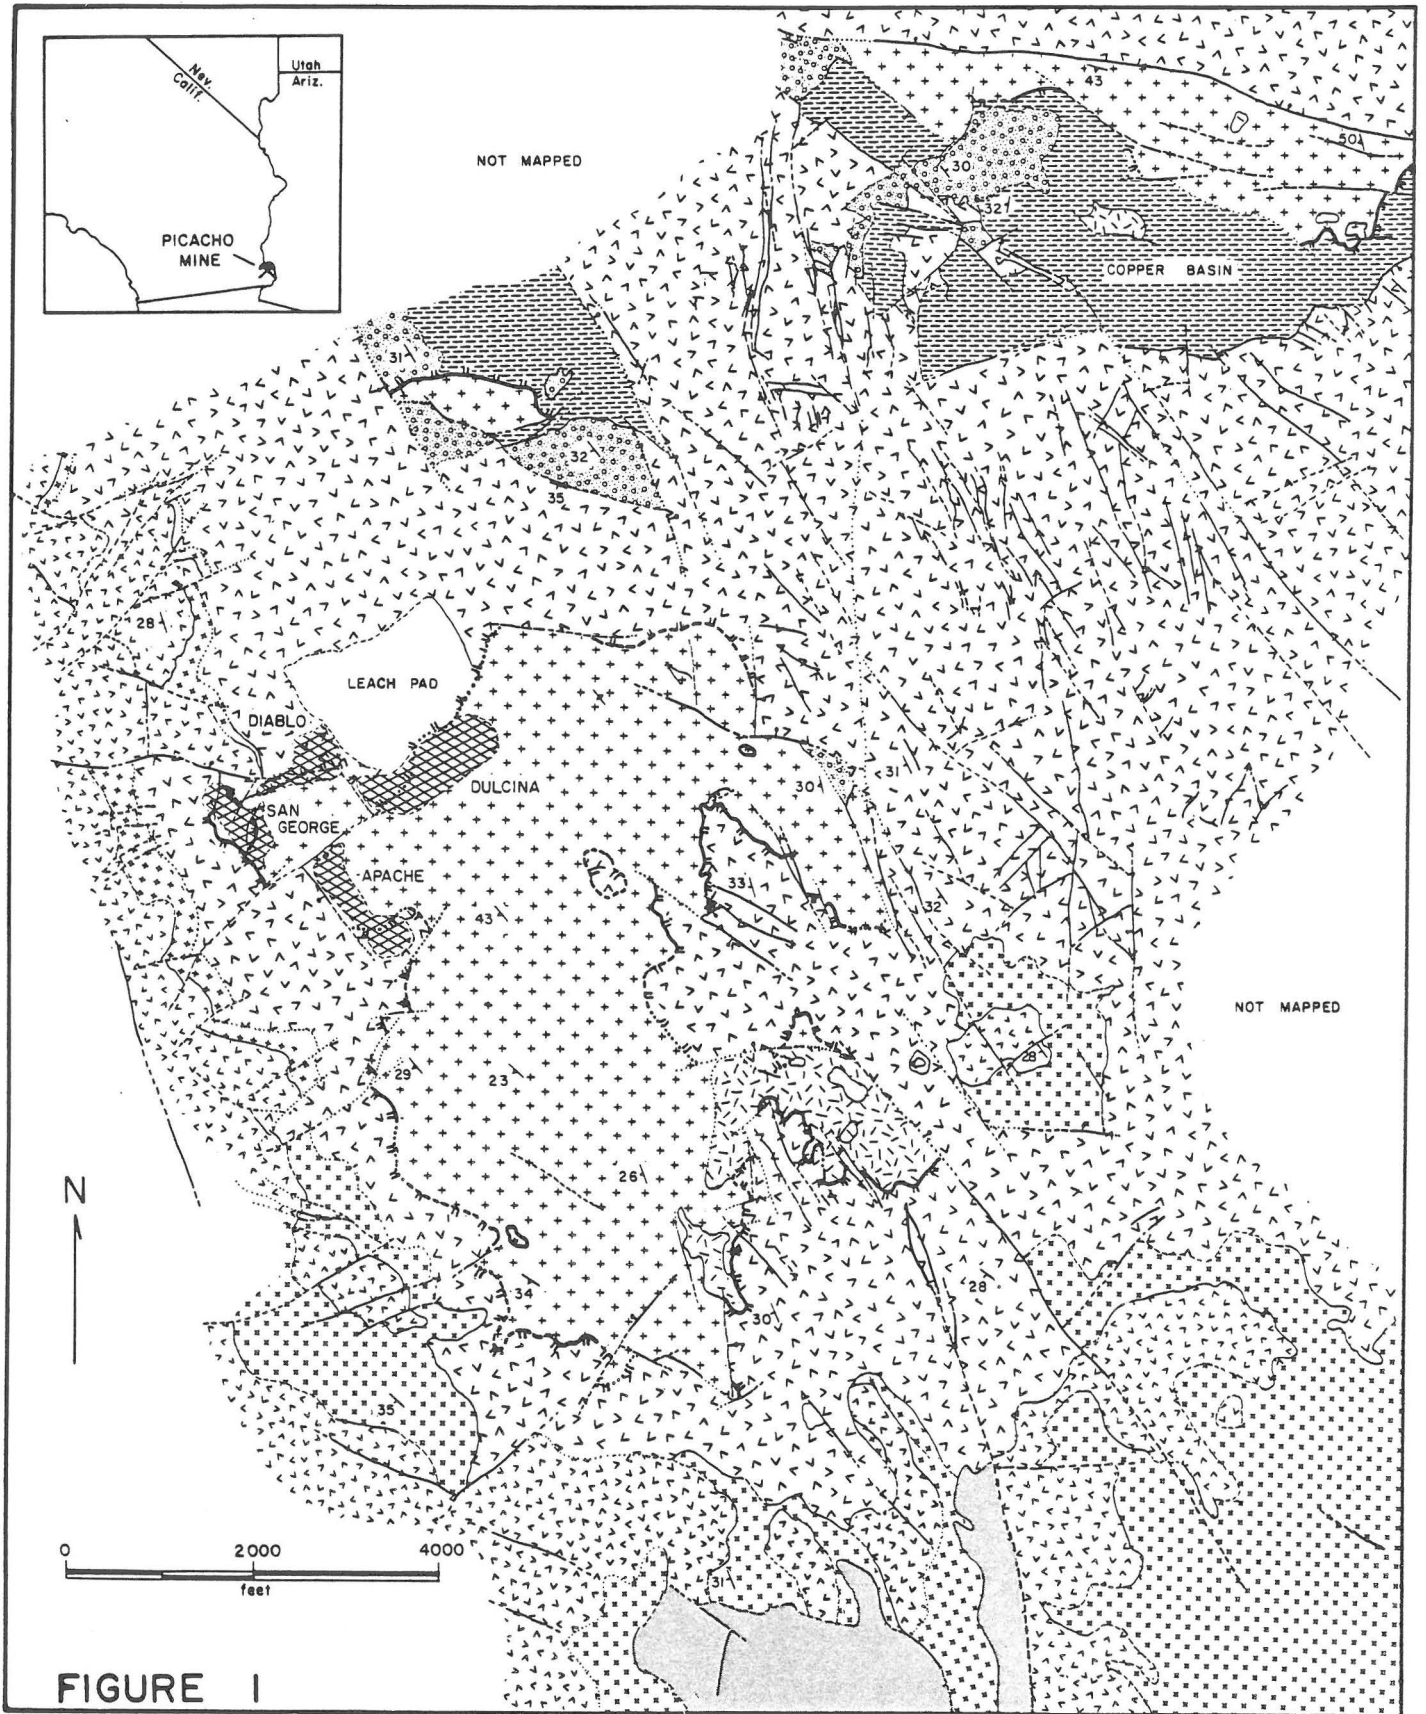 Utah
Ariz.
Nev.
Calif.
PICACHO
MINE
NOT MAPPED
43
50
30
32
COPPER BASIN
31
32
35
28
LEACH PAD
DIABLO
DULCINA
SAN
GEORGE
APACHE
30
31
33
32
43
NOT MAPPED
28
29
23
26
34
28
30
35
31
N
0 2000 4000
feet
FIGURE 1